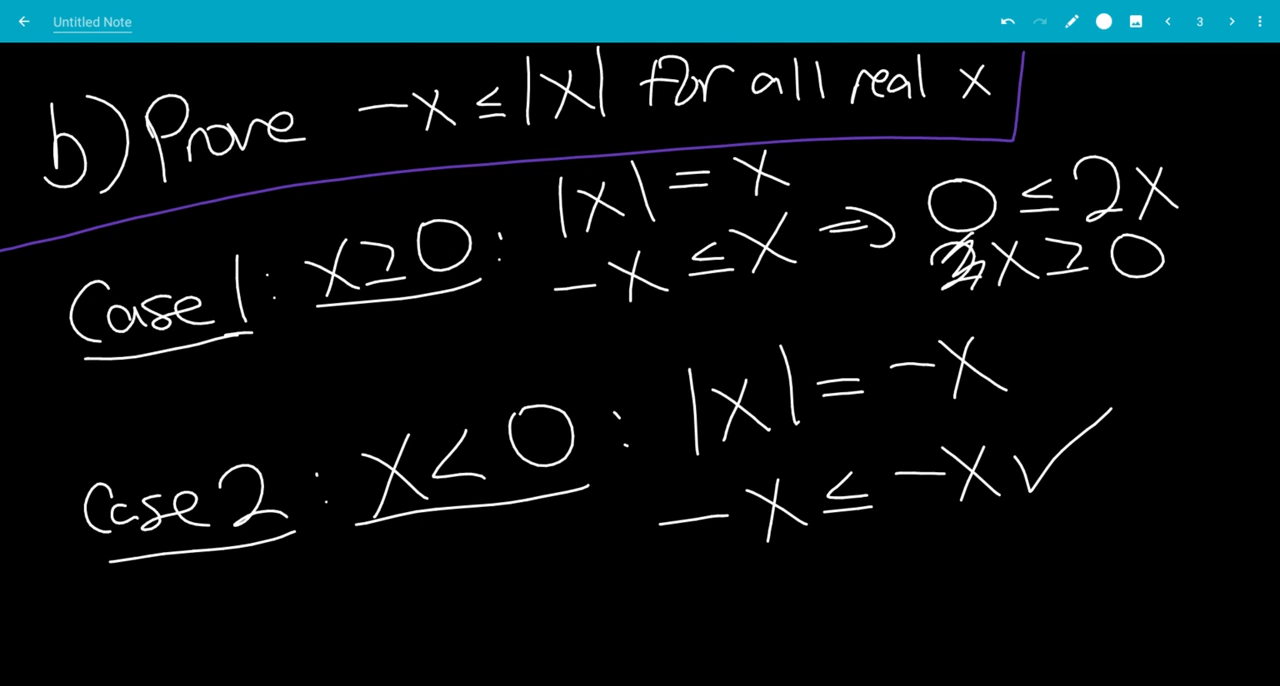 Untitled Note
3
b) Prove -x ≤ |x| for all real x
Case 1: x ≥ 0: |x| = x
-x ≤ x ⇒ 0 ≤ 2x
x ≥ 0
Case 2: x < 0: |x| = -x
-x ≤ -x ✓